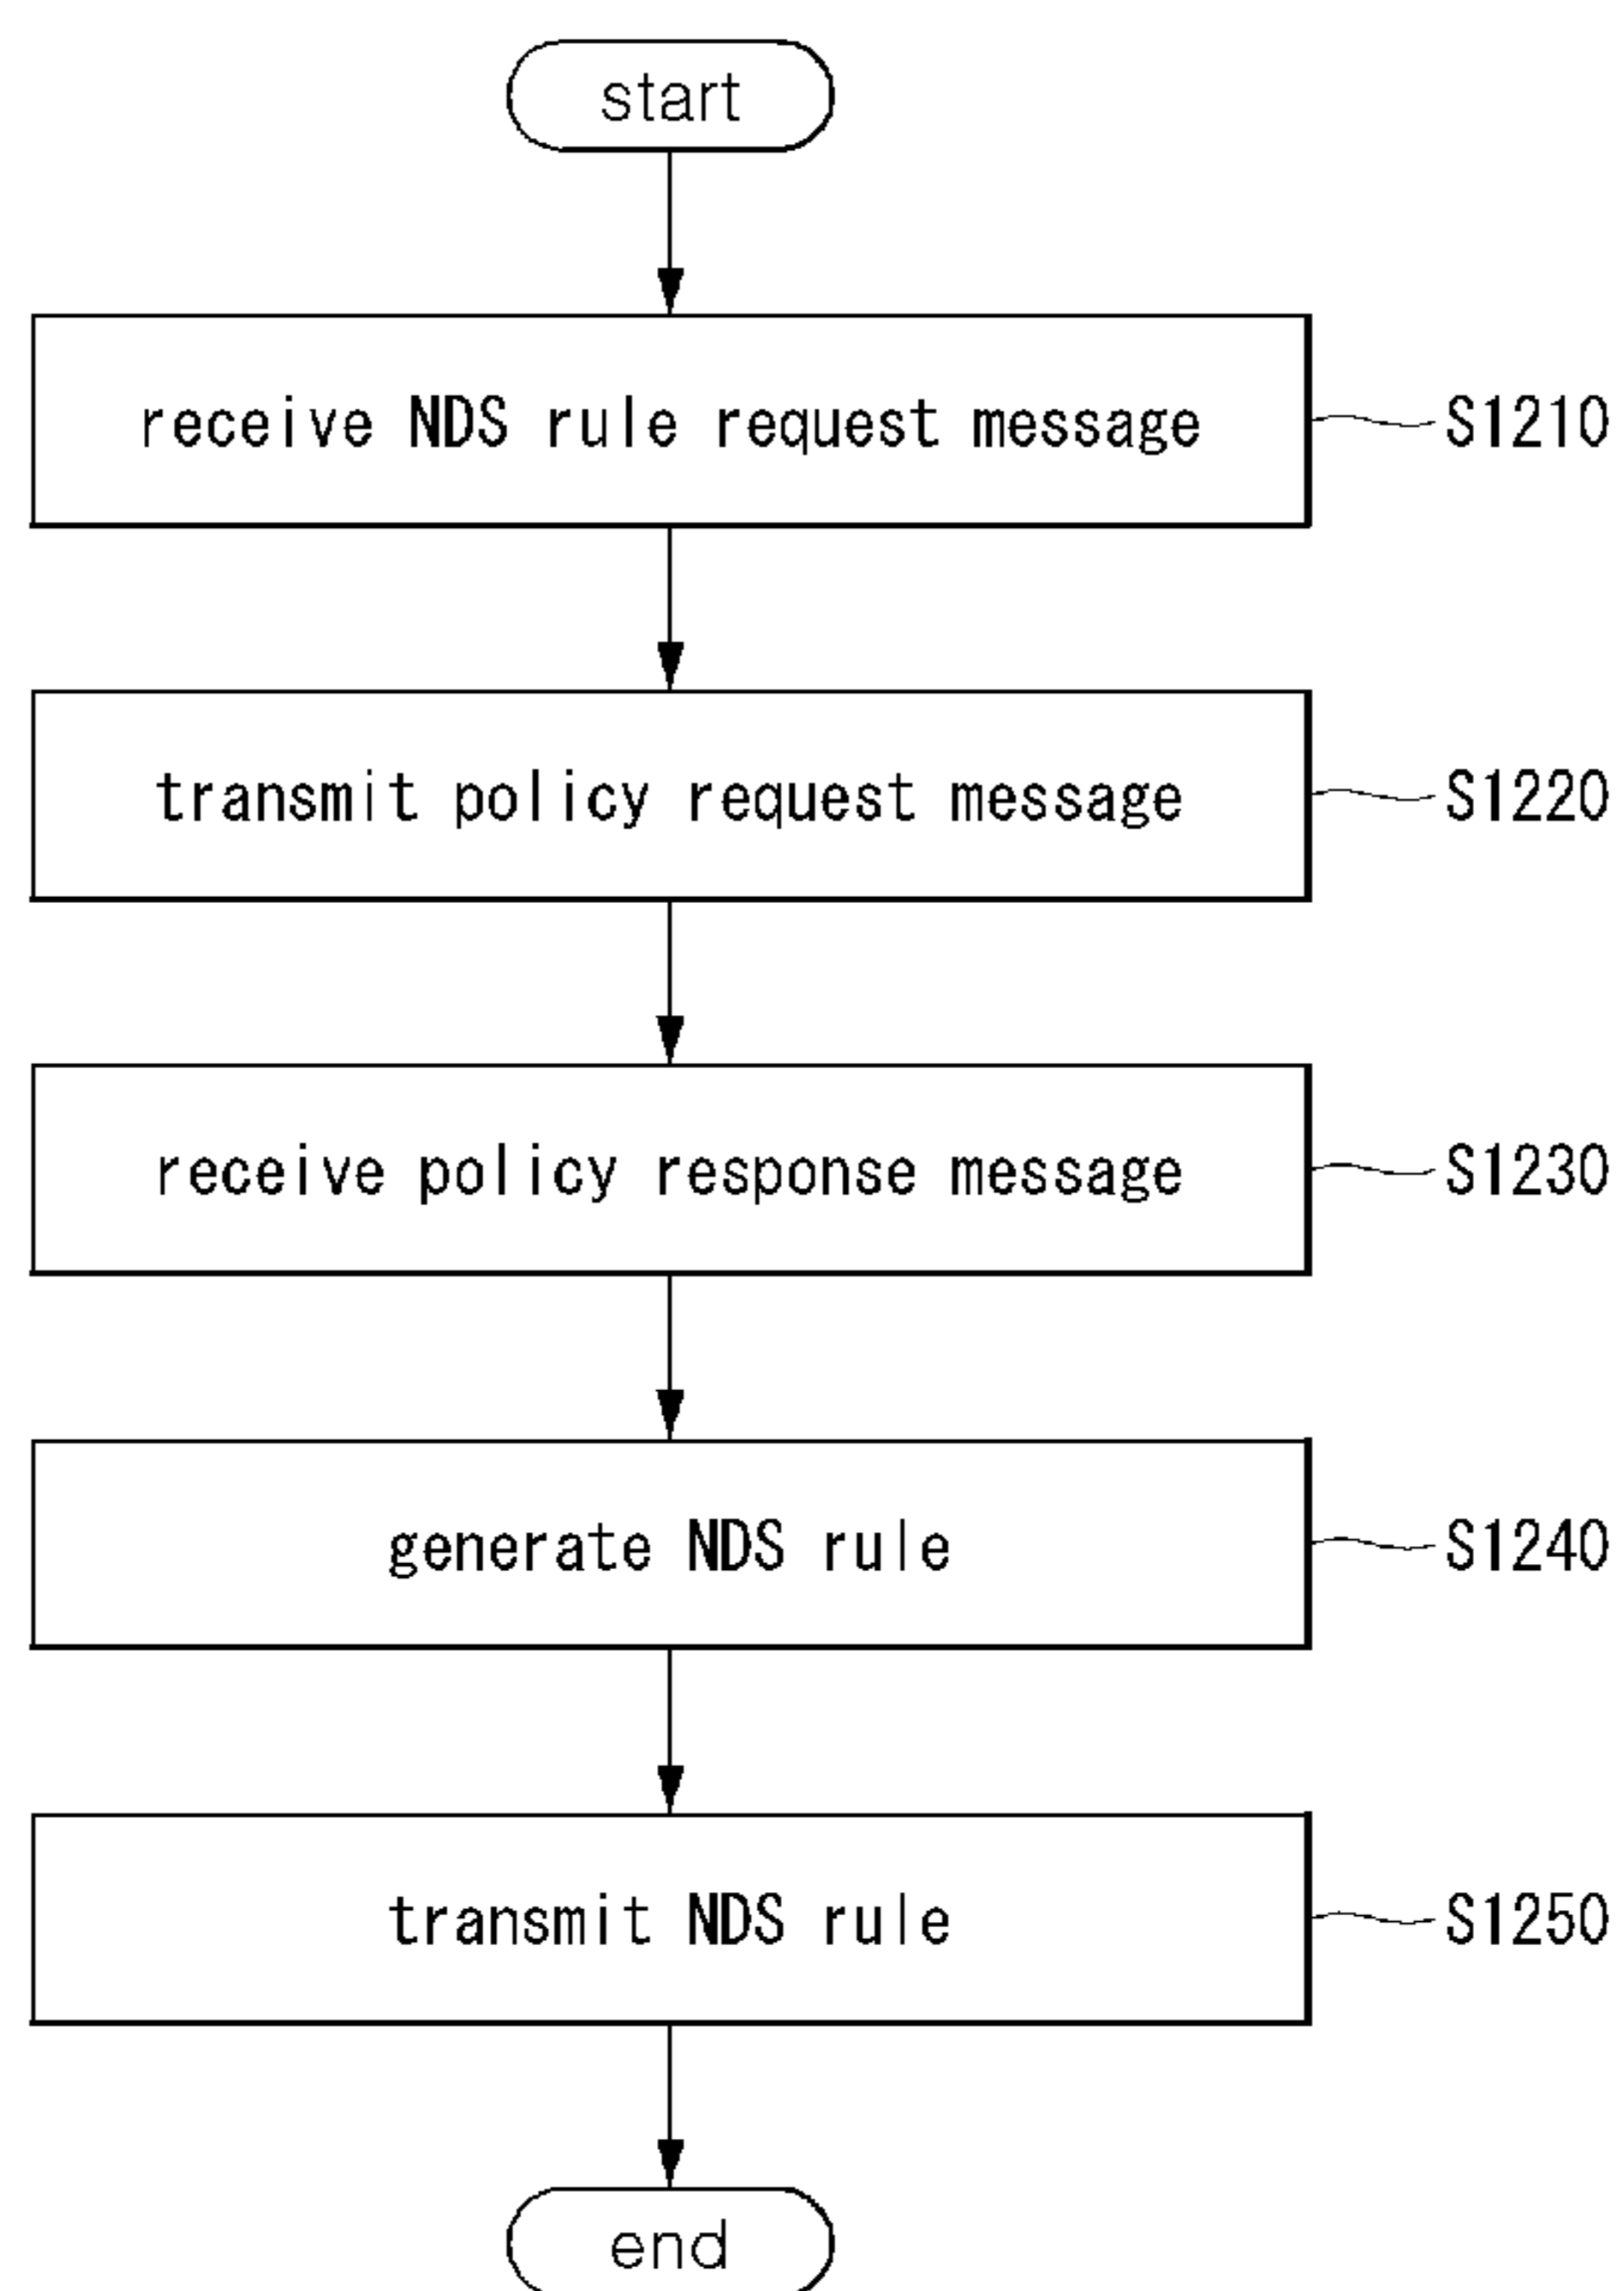 start
receive NDS rule request message
S1210
transmit policy request message
S1220
receive policy response message
S1230
generate NDS rule
S1240
transmit NDS rule
S1250
end